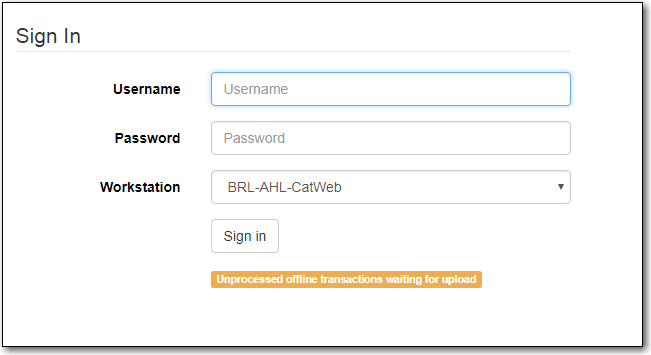 Sign In
Username Username
Password Password
Workstation BRL-AHL-CatWeb
Sign in
Unprocessed offline transactions waiting for upload